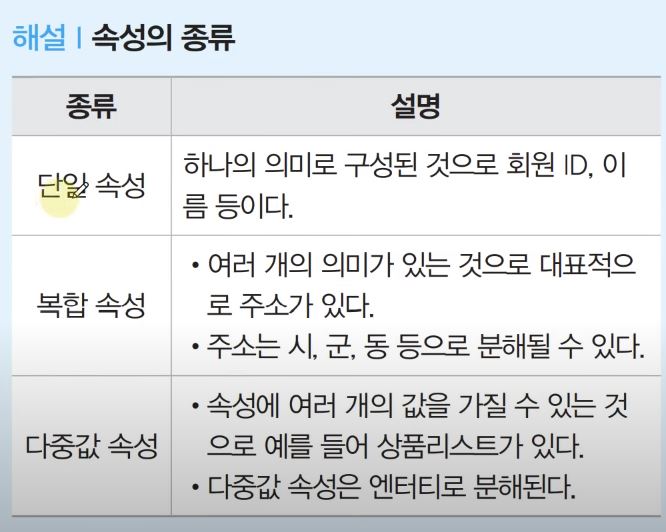 해설 | 속성의 종류
종류 설명
단일 속성
하나의 의미로 구성된 것으로 회원 ID, 이
름 등이다.
복합 속성
• 여러 개의 의미가 있는 것으로 대표적으
로 주소가 있다.
• 주소는 시, 군, 동 등으로 분해될 수 있다.
다중값 속성
• 속성에 여러 개의 값을 가질 수 있는 것
으로 예를 들어 상품리스트가 있다.
• 다중값 속성은 엔터티로 분해된다.